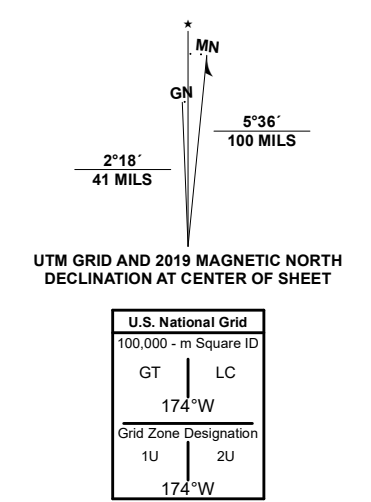 ★
MN
GN
5°36´
100 MILS
2°18´
41 MILS
UTM GRID AND 2019 MAGNETIC NORTH
DECLINATION AT CENTER OF SHEET
U.S. National Grid
100,000 - m Square ID
GT LC
174°W
Grid Zone Designation
1U 2U
174°W